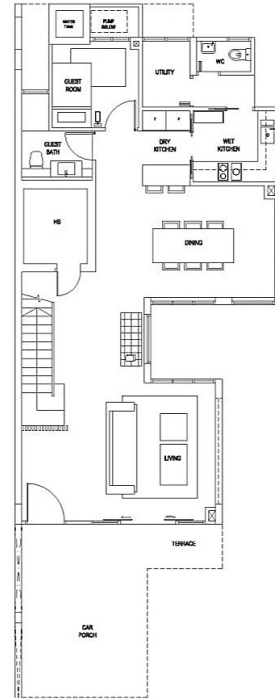 WATER
TANK
PUMP
BELOW
GUEST
ROOM
UTILITY
WC
F
F
DRY
KITCHEN
WET
KITCHEN
GUEST
BATH
HS
DINING
LIVING
TERRACE
CAR
PORCH